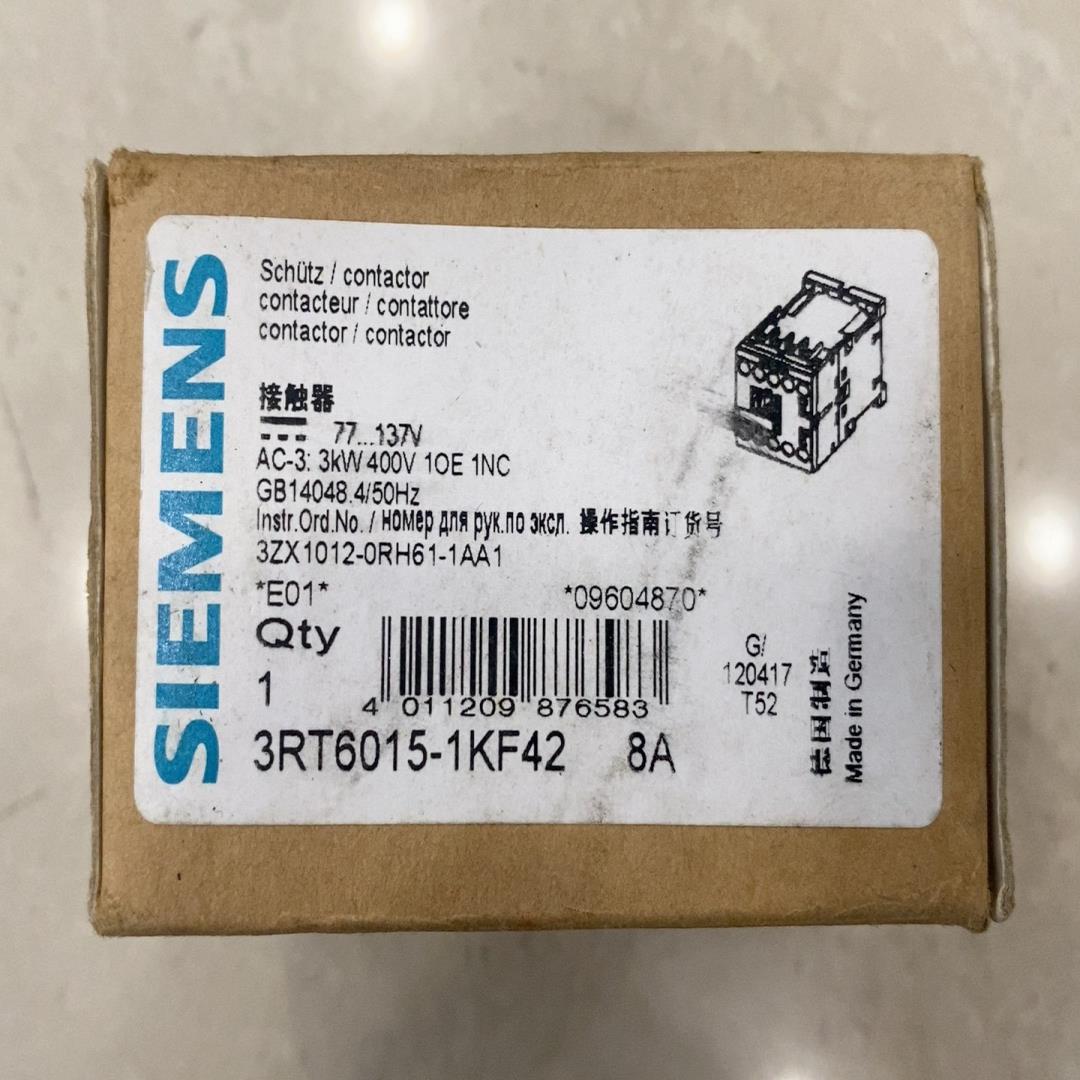 SIEMENS
Schütz / contactor
contacteur / contattore
contactor / contactor
接触器
77...137V
AC-3: 3kW 400V 1OE 1NC
GB14048.4/50Hz
Instr.Ord.No. / номер для рук.по эксл. 操作指南订货号
3ZX1012-0RH61-1AA1
*E01* *09604870*
Qty
1
4 011209 876583
G/
120417
T52
德国制造
Made in Germany
3RT6015-1KF42 8A